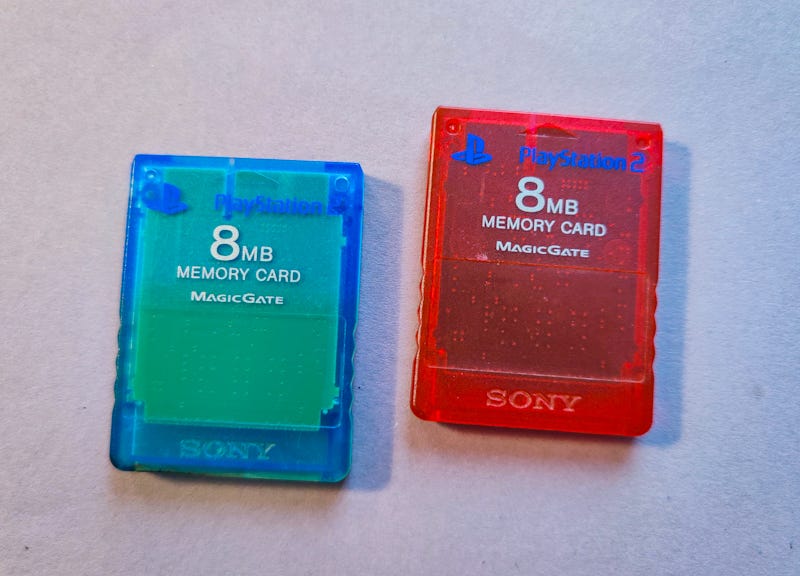 PlayStation 2
8MB
MEMORY CARD
MAGICGATE
SONY
PlayStation 2
8MB
MEMORY CARD
MAGICGATE
SONY